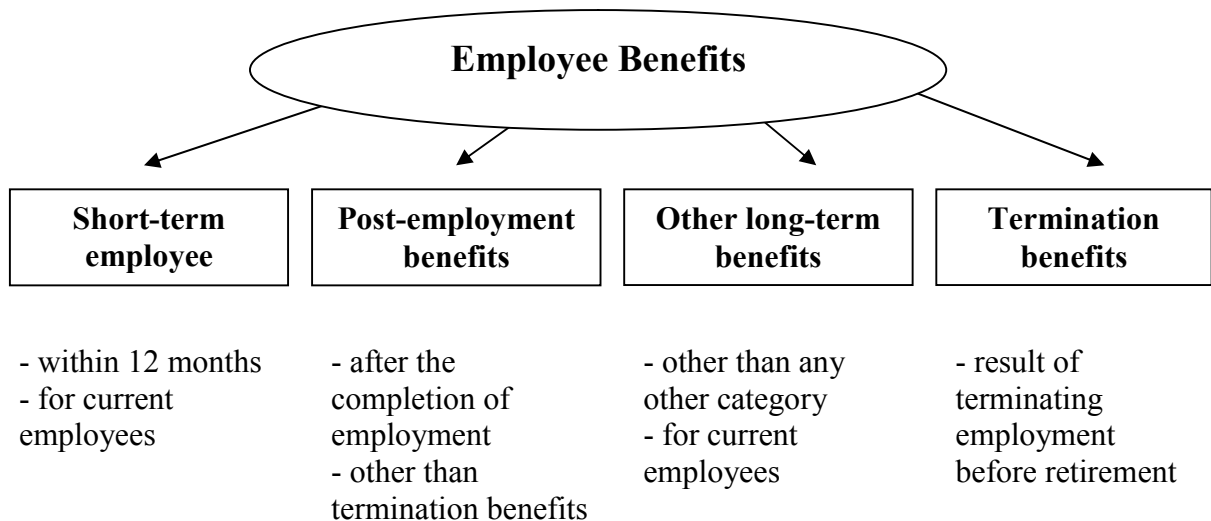 Employee Benefits
Short-term
employee
Post-employment
benefits
Other long-term
benefits
Termination
benefits
- within 12 months
- for current
employees
- after the
completion of
employment
- other than
termination benefits
- other than any
other category
- for current
employees
- result of
terminating
employment
before retirement